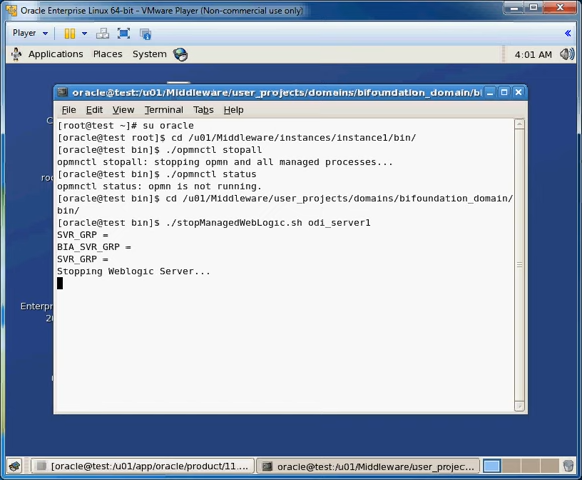 Oracle Enterprise Linux 64-bit - VMware Player (Non-commercial use only)
Player
Applications Places System 4:01 AM
oracle@test:/u01/Middleware/user_projects/domains/bifoundation_domain/bi
File Edit View Terminal Tabs Help
[root@test ~]# su oracle
[oracle@test root]$ cd /u01/Middleware/instances/instance1/bin/
[oracle@test bin]$ ./opmnctl stopall
opmnctl stopall: stopping opmn and all managed processes...
[oracle@test bin]$ ./opmnctl status
opmnctl status: opmn is not running.
[oracle@test bin]$ cd /u01/Middleware/user_projects/domains/bifoundation_domain/
bin/
[oracle@test bin]$ ./stopManagedWebLogic.sh odi_server1
SVR_GRP =
BIA_SVR_GRP =
SVR_GRP =
Stopping Weblogic Server...
Enterp
[oracle@test:/u01/app/oracle/product/11....
oracle@test:/u01/Middleware/user_projec...